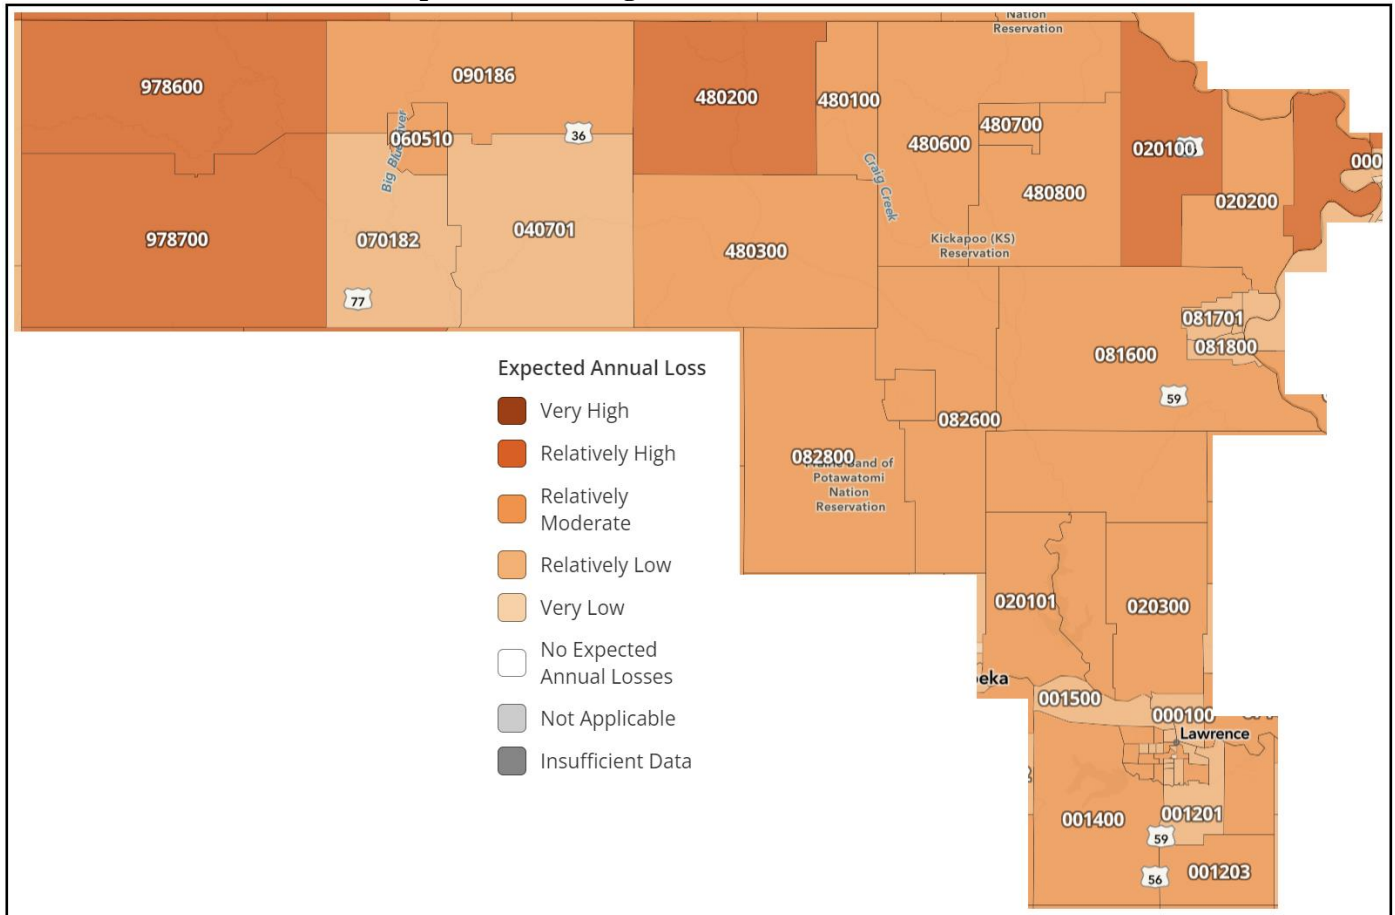 Nation
Reservation
978600
090186
480200
480100
36
060510
Big Blue River
480700
480600
020100
000
Craig Creek
480800
020200
978700
070182
040701
480300
Kickapoo (KS)
Reservation
77
081701
081600
081800
59
Expected Annual Loss
Very High
Relatively High
Relatively
Moderate
Relatively Low
Very Low
No Expected
Annual Losses
Not Applicable
Insufficient Data
082600
082800
Band of
Potawatomi
Nation
Reservation
020101
020300
eka
001500
000100
Lawrence
001400
001201
59
56
001203